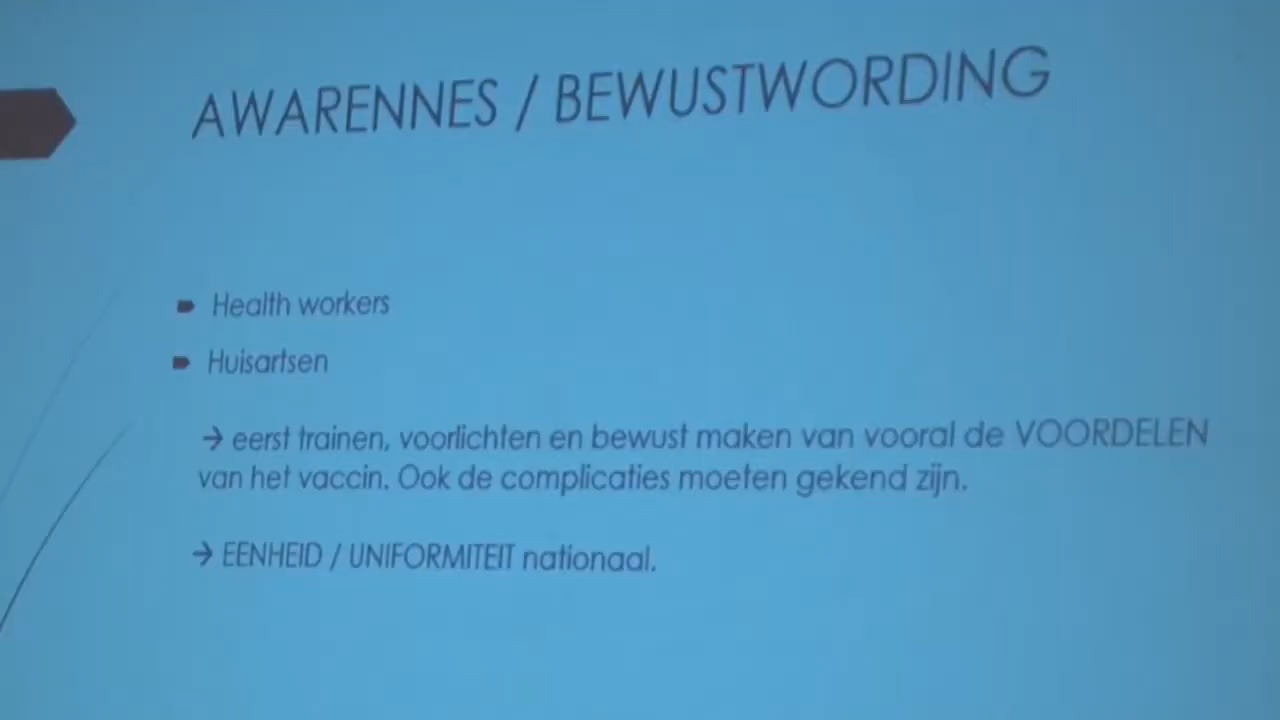 AWARENNES / BEWUSTWORDING
Health workers
Huisartsen
→ eerst trainen, voorlichten en bewust maken van vooral de VOORDELEN
van het vaccin. Ook de complicaties moeten gekend zijn.
→ EENHEID / UNIFORMITEIT nationaal.